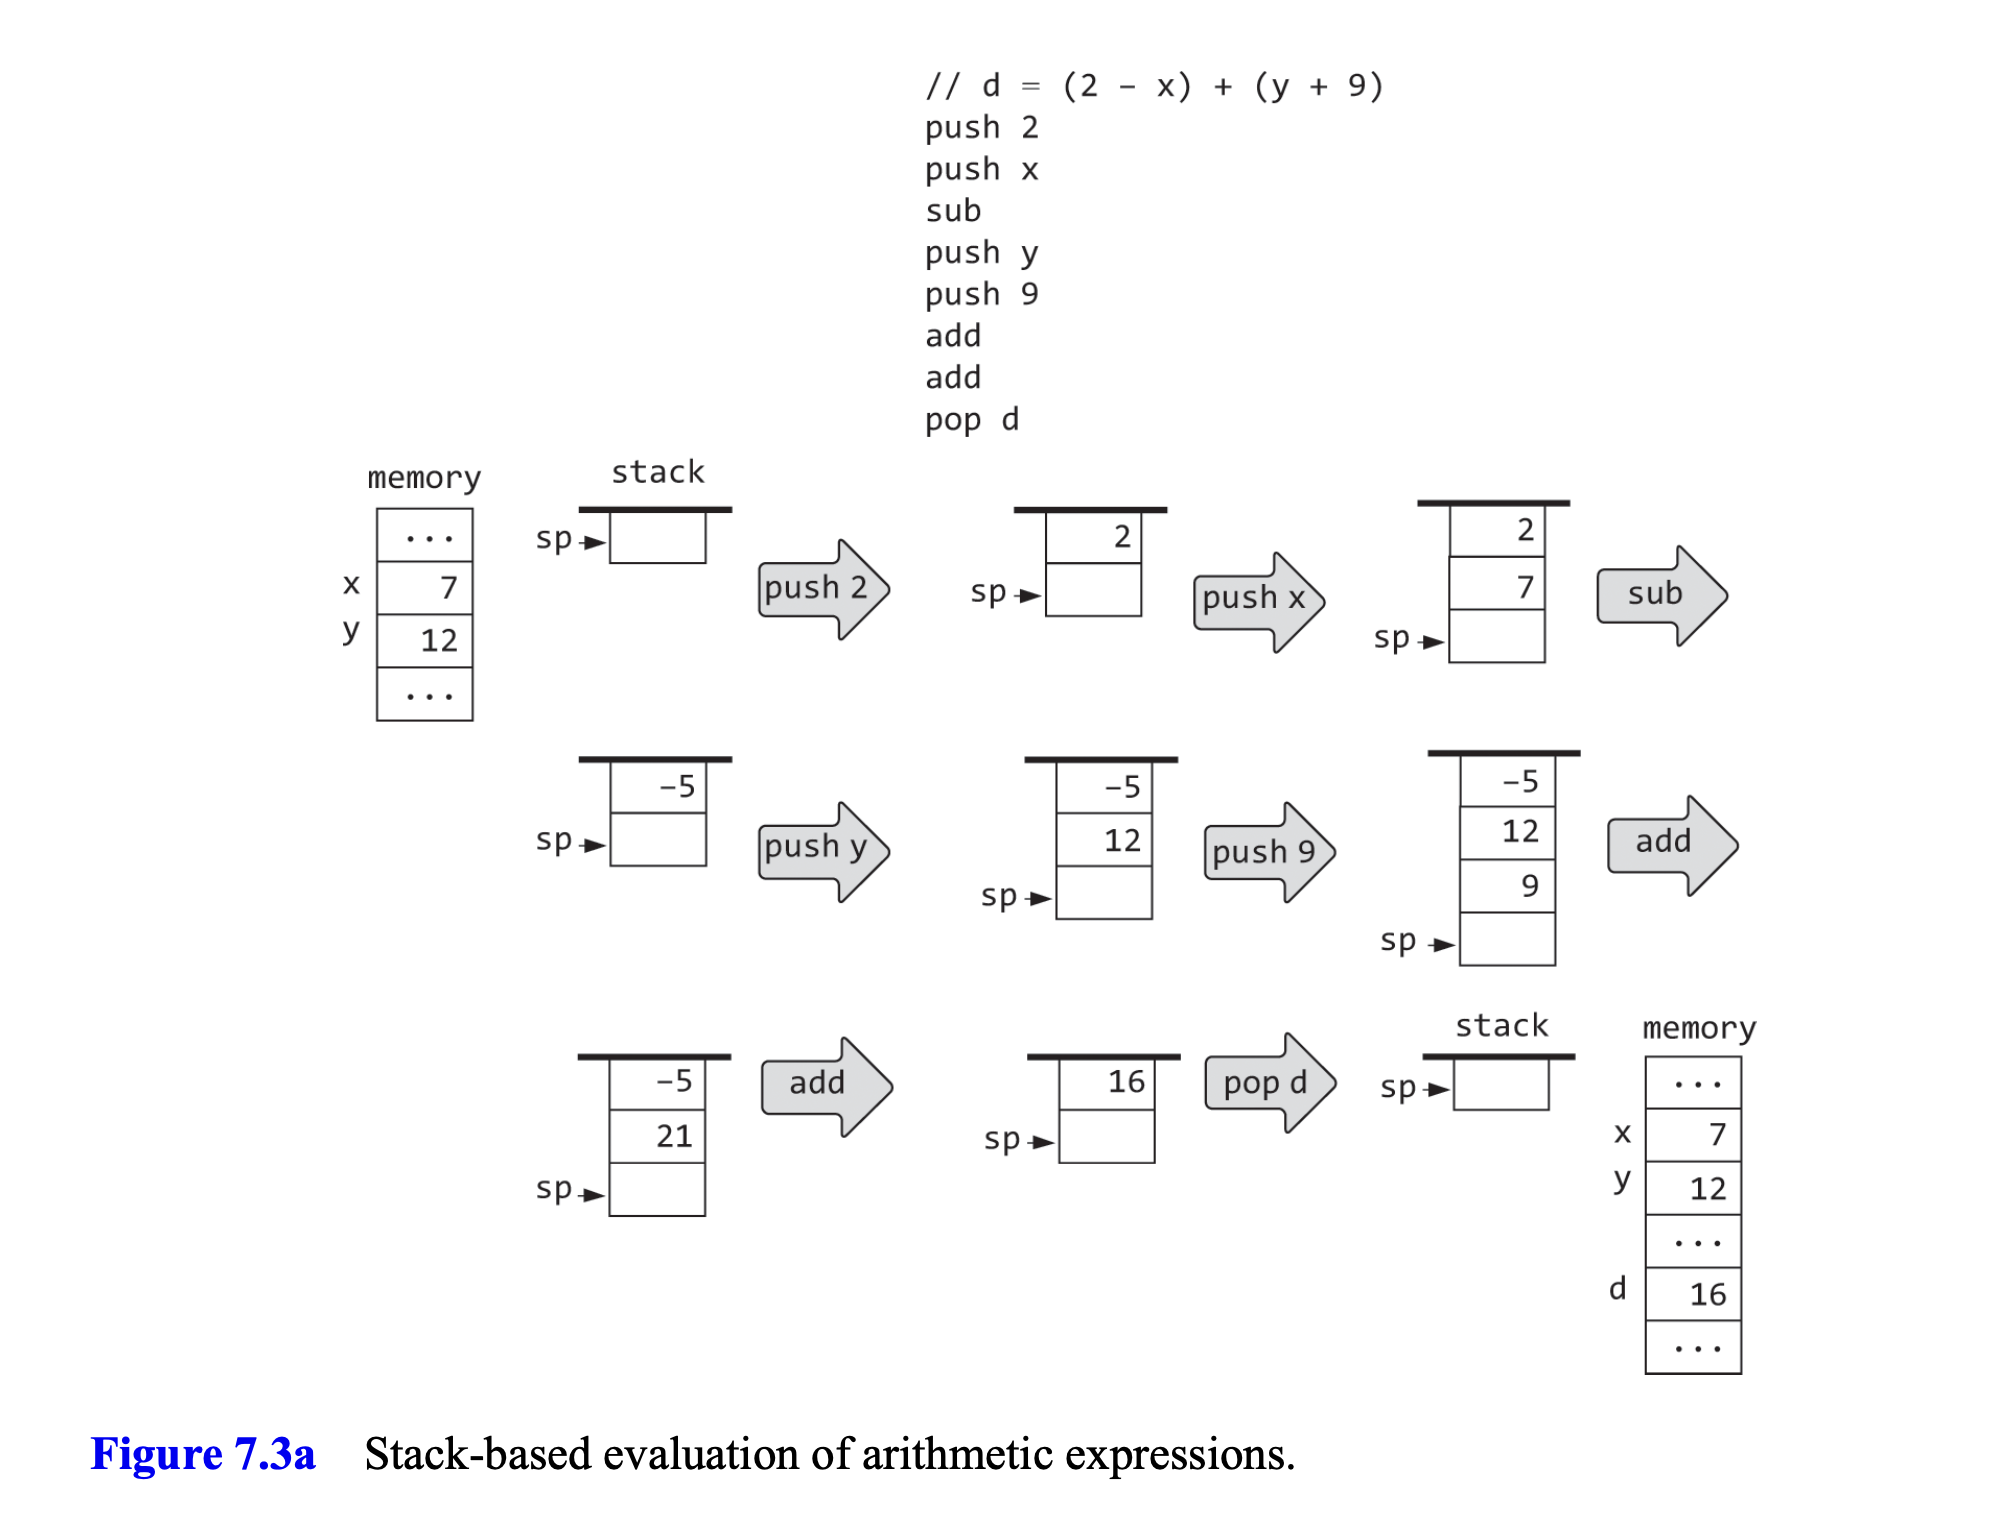 // d = (2 – x) + (y + 9)
push 2
push x
sub
push y
push 9
add
add
pop d
memory
...
x 7
y 12
...
stack
sp
push 2
2
sp
push x
2
7
sp
sub
–5
sp
push y
–5
12
sp
push 9
–5
12
9
sp
add
–5
21
sp
add
16
sp
pop d
stack
sp
memory
...
x 7
y 12
...
d 16
...
Figure 7.3a Stack-based evaluation of arithmetic expressions.